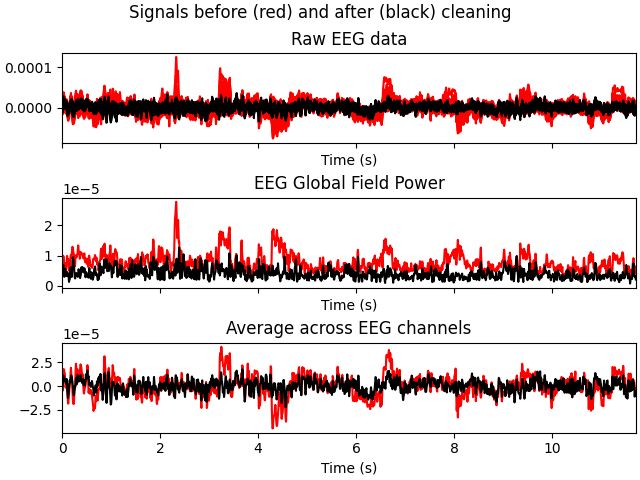 Signals before (red) and after (black) cleaning
Raw EEG data
0.0001
0.0000
Time (s)
EEG Global Field Power
1e−5
2
1
0
Time (s)
Average across EEG channels
1e−5
2.5
0.0
−2.5
0 2 4 6 8 10
Time (s)